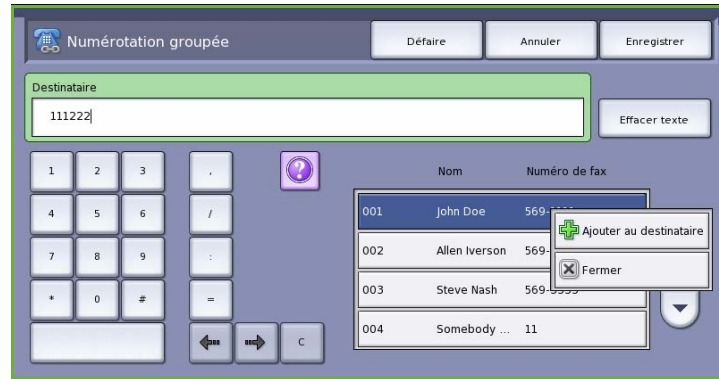 Numérotation groupée
Défaire
Annuler
Enregistrer
Destinataire
111222
Effacer texte
1 2 3 ,
4 5 6 /
7 8 9 :
* 0 # =
C
?
Nom Numéro de fax
001 John Doe 569-
Ajouter au destinataire
002 Allen Iverson 569-
Fermer
003 Steve Nash 569-
004 Somebody ... 11